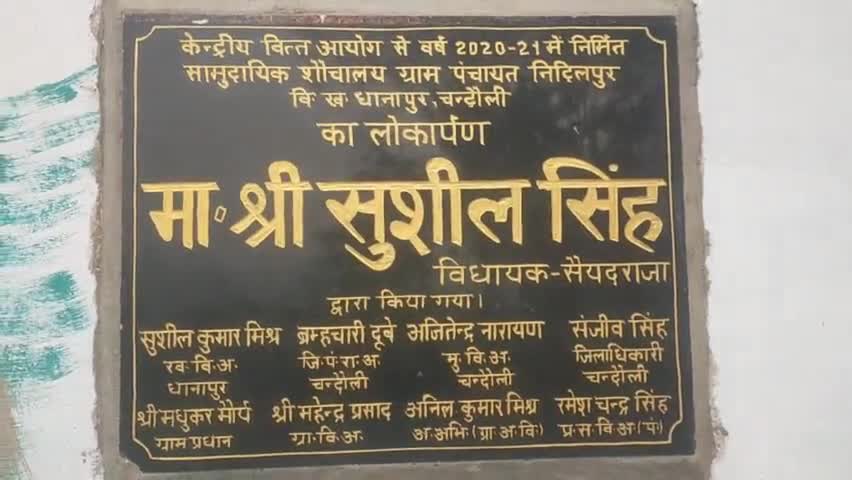 केन्द्रीय वित्त आयोग से वर्ष 2020-21 में निर्मित
सामुदायिक शौचालय ग्राम पंचायत निदिलपुर
वि॰ ख॰ धानापुर, चन्दौली
का लोकार्पण
मा॰ श्री सुशील सिंह
विधायक-सैयदराजा
द्वारा किया गया।
सुशील कुमार मिश्र ब्रम्हचारी दूबे अजितेन्द्र नारायण संजीव सिंह
ख॰ वि॰ अ॰ जि॰ पं॰ रा॰ अ॰ मु॰ वि॰ अ॰ जिलाधिकारी
धानापुर चन्दौली चन्दौली चन्दौली
श्री मधुकर मौर्य श्री महेन्द्र प्रसाद अनिल कुमार मिश्र रमेश चन्द्र सिंह
ग्राम प्रधान ग्रा॰ वि॰ अ॰ अ॰ अभि॰ (ग्रा॰ अ॰ वि॰) प्र॰ स॰ वि॰ अ॰ (पं॰)